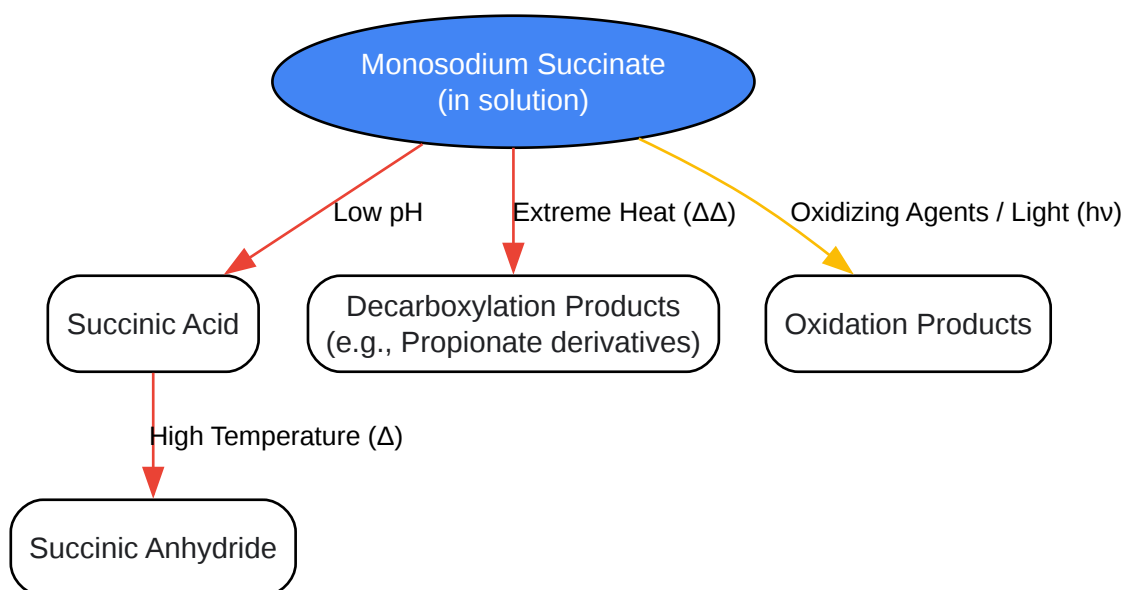 Monosodium Succinate
(in solution)
Low pH
Extreme Heat (ΔΔ)
Oxidizing Agents / Light (hν)
Succinic Acid
Decarboxylation Products
(e.g., Propionate derivatives)
Oxidation Products
High Temperature (Δ)
Succinic Anhydride